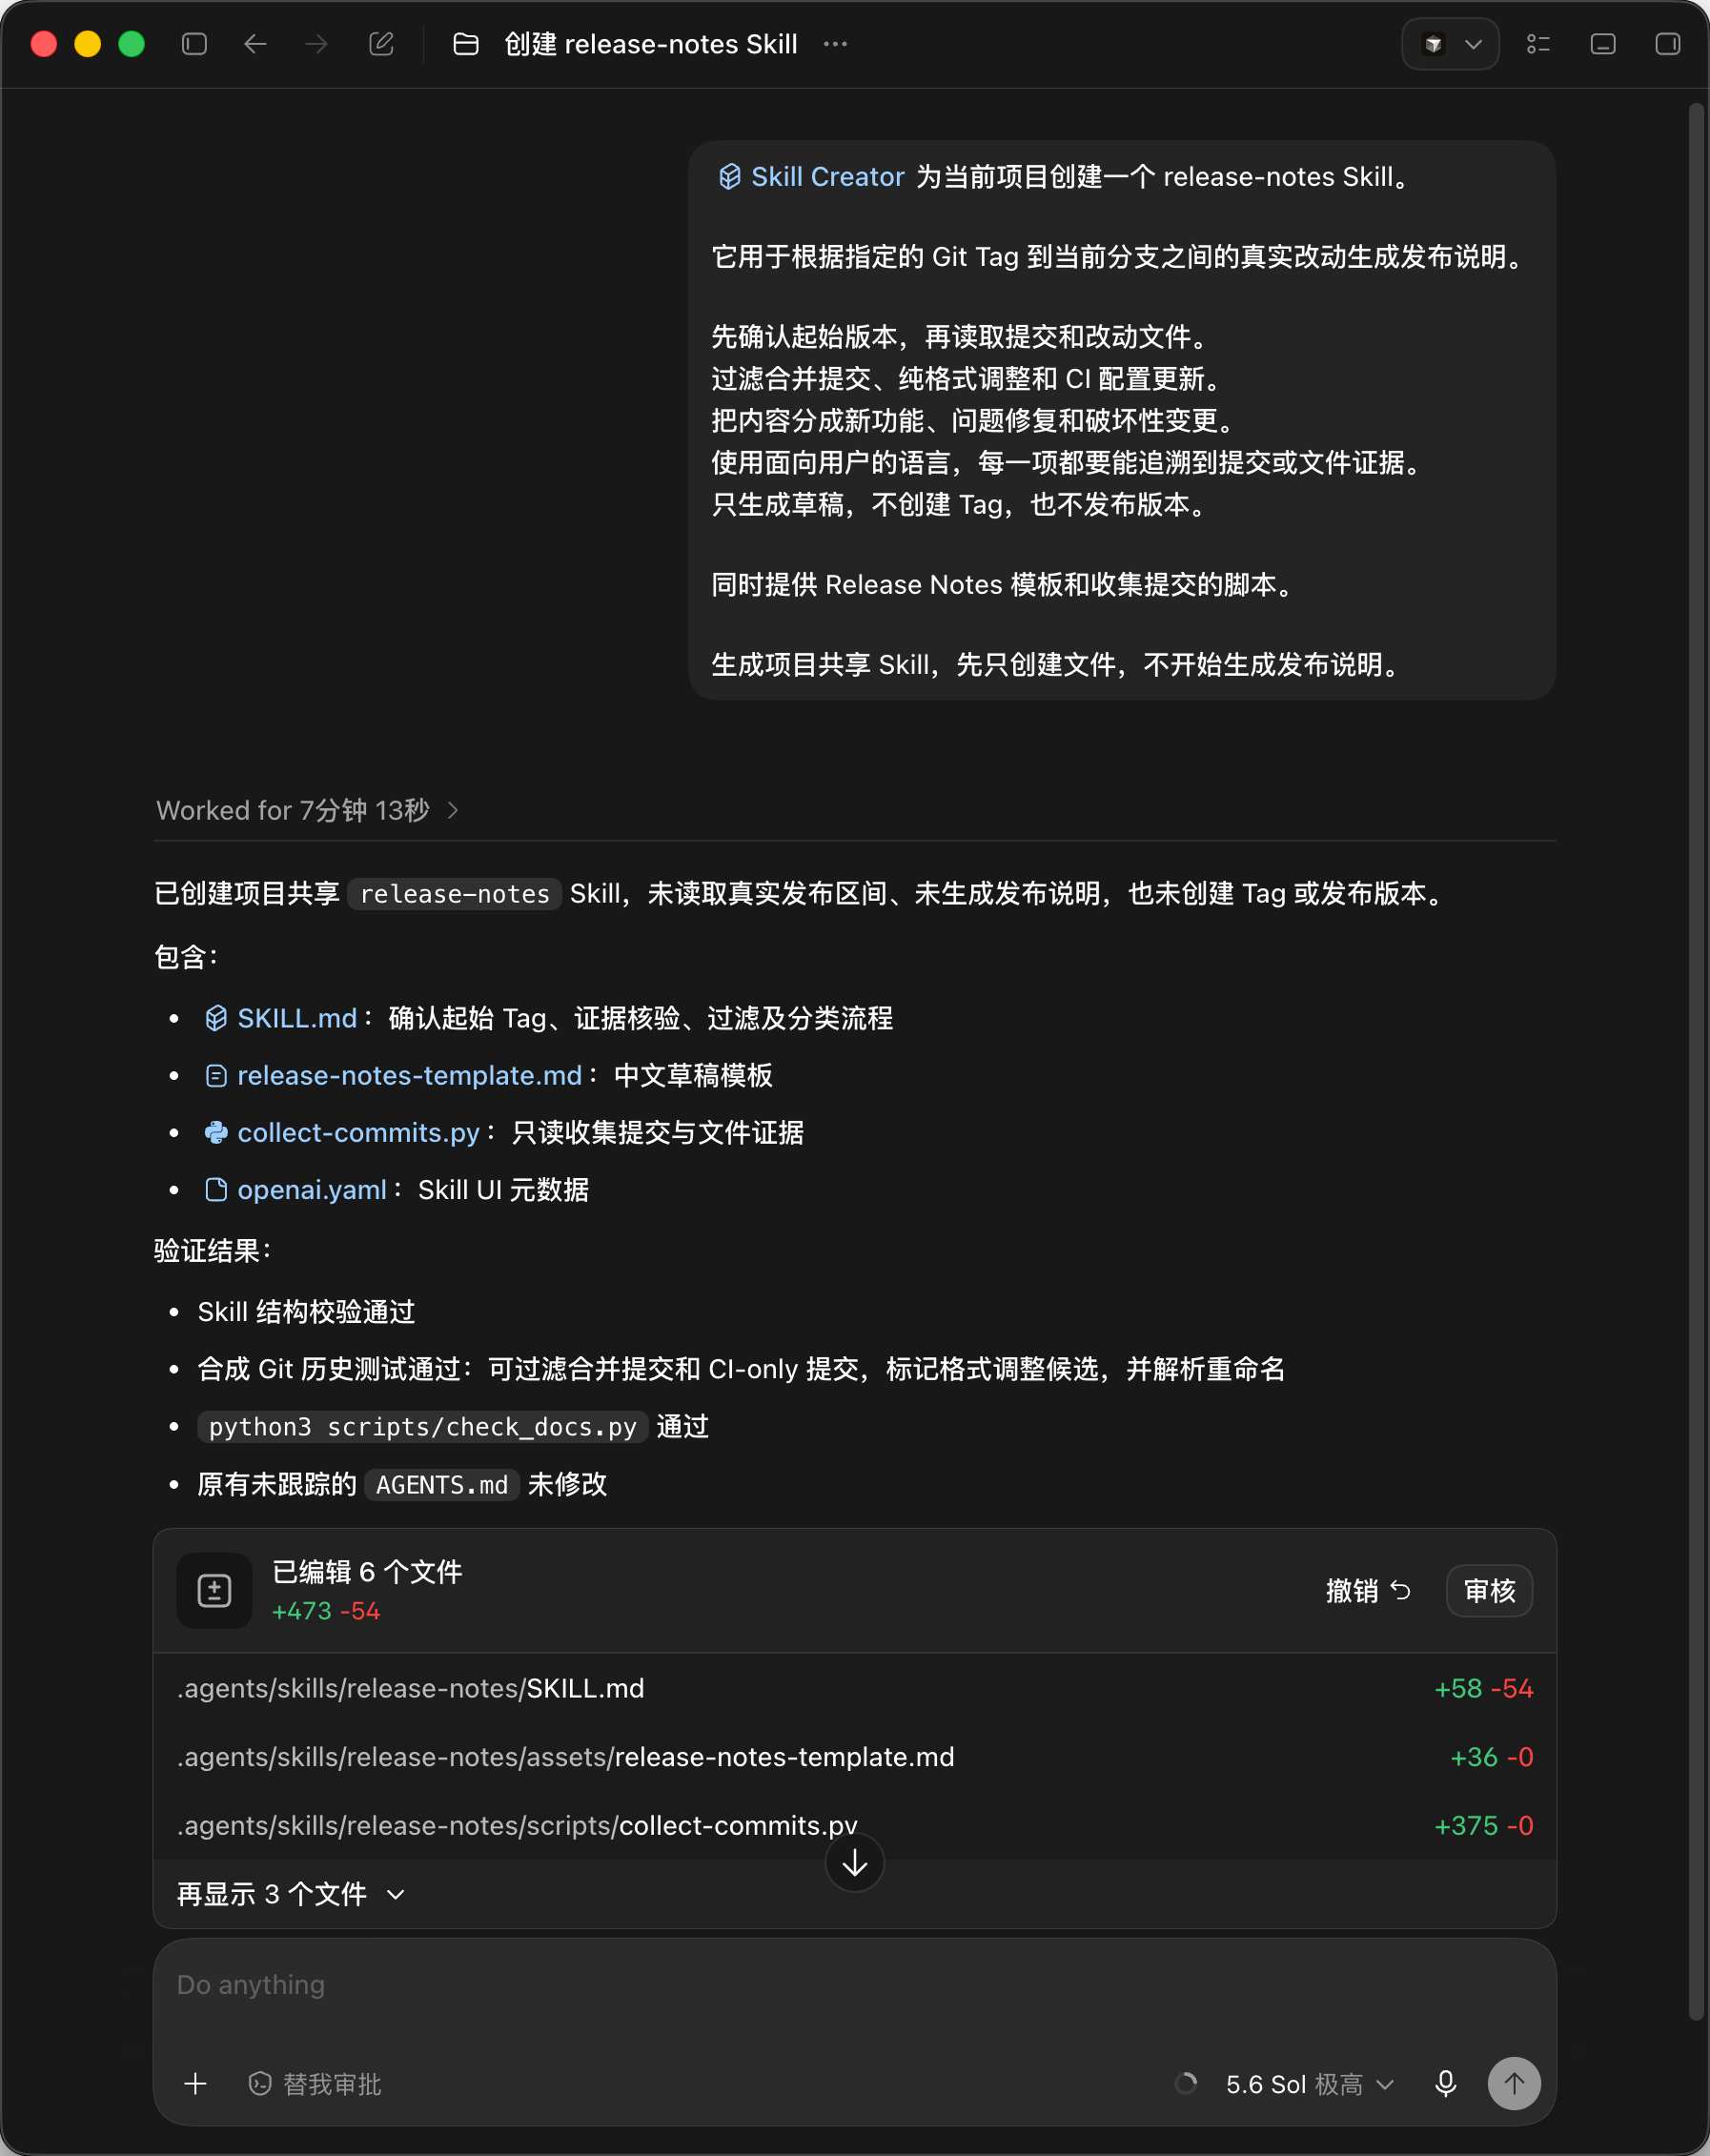 创建 release-notes Skill
Skill Creator 为当前项目创建一个 release-notes Skill。
它用于根据指定的 Git Tag 到当前分支之间的真实改动生成发布说明。
先确认起始版本，再读取提交和改动文件。
过滤合并提交、纯格式调整和 CI 配置更新。
把内容分成新功能、问题修复和破坏性变更。
使用面向用户的语言，每一项都要能追溯到提交或文件证据。
只生成草稿，不创建 Tag，也不发布版本。
同时提供 Release Notes 模板和收集提交的脚本。
生成项目共享 Skill，先只创建文件，不开始生成发布说明。
Worked for 7分钟 13秒
已创建项目共享 release-notes Skill，未读取真实发布区间、未生成发布说明，也未创建 Tag 或发布版本。
包含：
SKILL.md：确认起始 Tag、证据核验、过滤及分类流程
release-notes-template.md：中文草稿模板
collect-commits.py：只读收集提交与文件证据
openai.yaml：Skill UI 元数据
验证结果：
Skill 结构校验通过
合成 Git 历史测试通过：可过滤合并提交和 CI-only 提交，标记格式调整候选，并解析重命名
python3 scripts/check_docs.py 通过
原有未跟踪的 AGENTS.md 未修改
已编辑 6 个文件
+473 -54
撤销
审核
.agents/skills/release-notes/SKILL.md +58 -54
.agents/skills/release-notes/assets/release-notes-template.md +36 -0
.agents/skills/release-notes/scripts/collect-commits.py +375 -0
再显示 3 个文件
Do anything
替我审批
5.6 Sol 极高